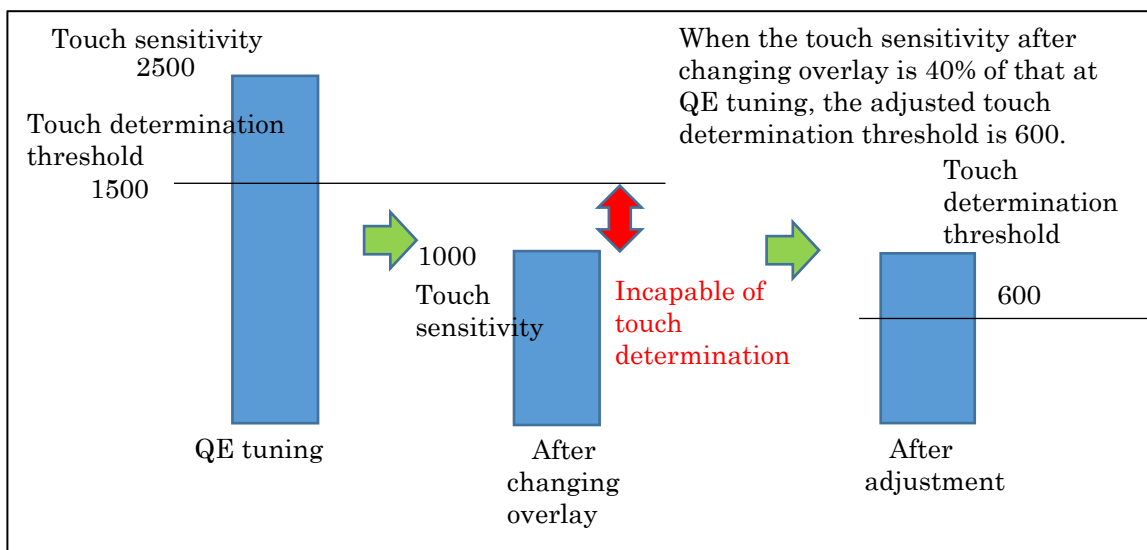 Touch sensitivity
2500
Touch determination
threshold
1500
QE tuning
1000
Touch
sensitivity
Incapable of
touch
determination
After
changing
overlay
When the touch sensitivity after
changing overlay is 40% of that at
QE tuning, the adjusted touch
determination threshold is 600.
Touch
determination
threshold
600
After
adjustment